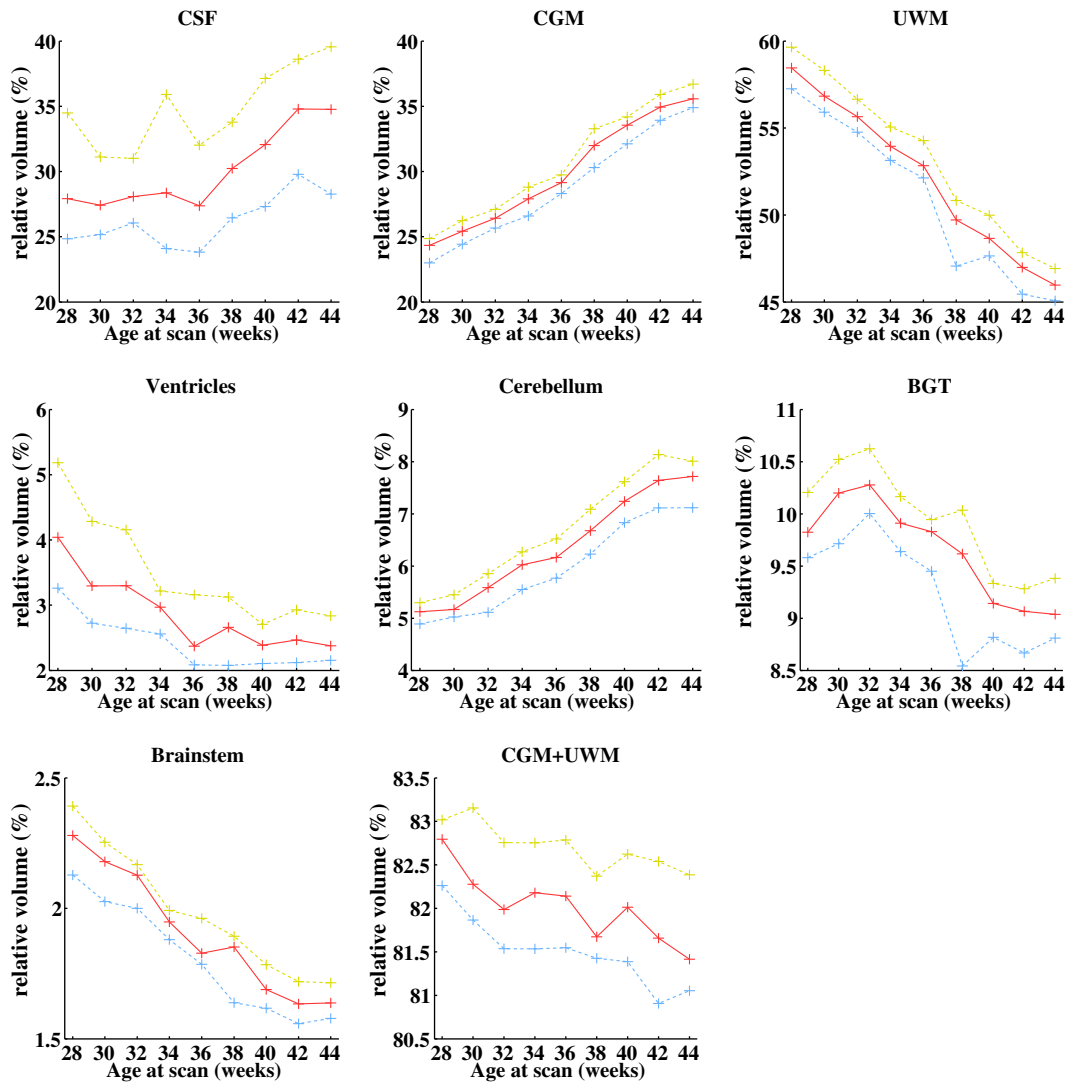 CSF
relative volume (%)
40
35
30
25
20
28 30 32 34 36 38 40 42 44
Age at scan (weeks)
CGM
relative volume (%)
40
35
30
25
20
28 30 32 34 36 38 40 42 44
Age at scan (weeks)
UWM
relative volume (%)
60
55
50
45
28 30 32 34 36 38 40 42 44
Age at scan (weeks)
Ventricles
relative volume (%)
6
5
4
3
2
28 30 32 34 36 38 40 42 44
Age at scan (weeks)
Cerebellum
relative volume (%)
9
8
7
6
5
4
28 30 32 34 36 38 40 42 44
Age at scan (weeks)
BGT
relative volume (%)
11
10.5
10
9.5
9
8.5
28 30 32 34 36 38 40 42 44
Age at scan (weeks)
Brainstem
relative volume (%)
2.5
2
1.5
28 30 32 34 36 38 40 42 44
Age at scan (weeks)
CGM+UWM
relative volume (%)
83.5
83
82.5
82
81.5
81
80.5
28 30 32 34 36 38 40 42 44
Age at scan (weeks)